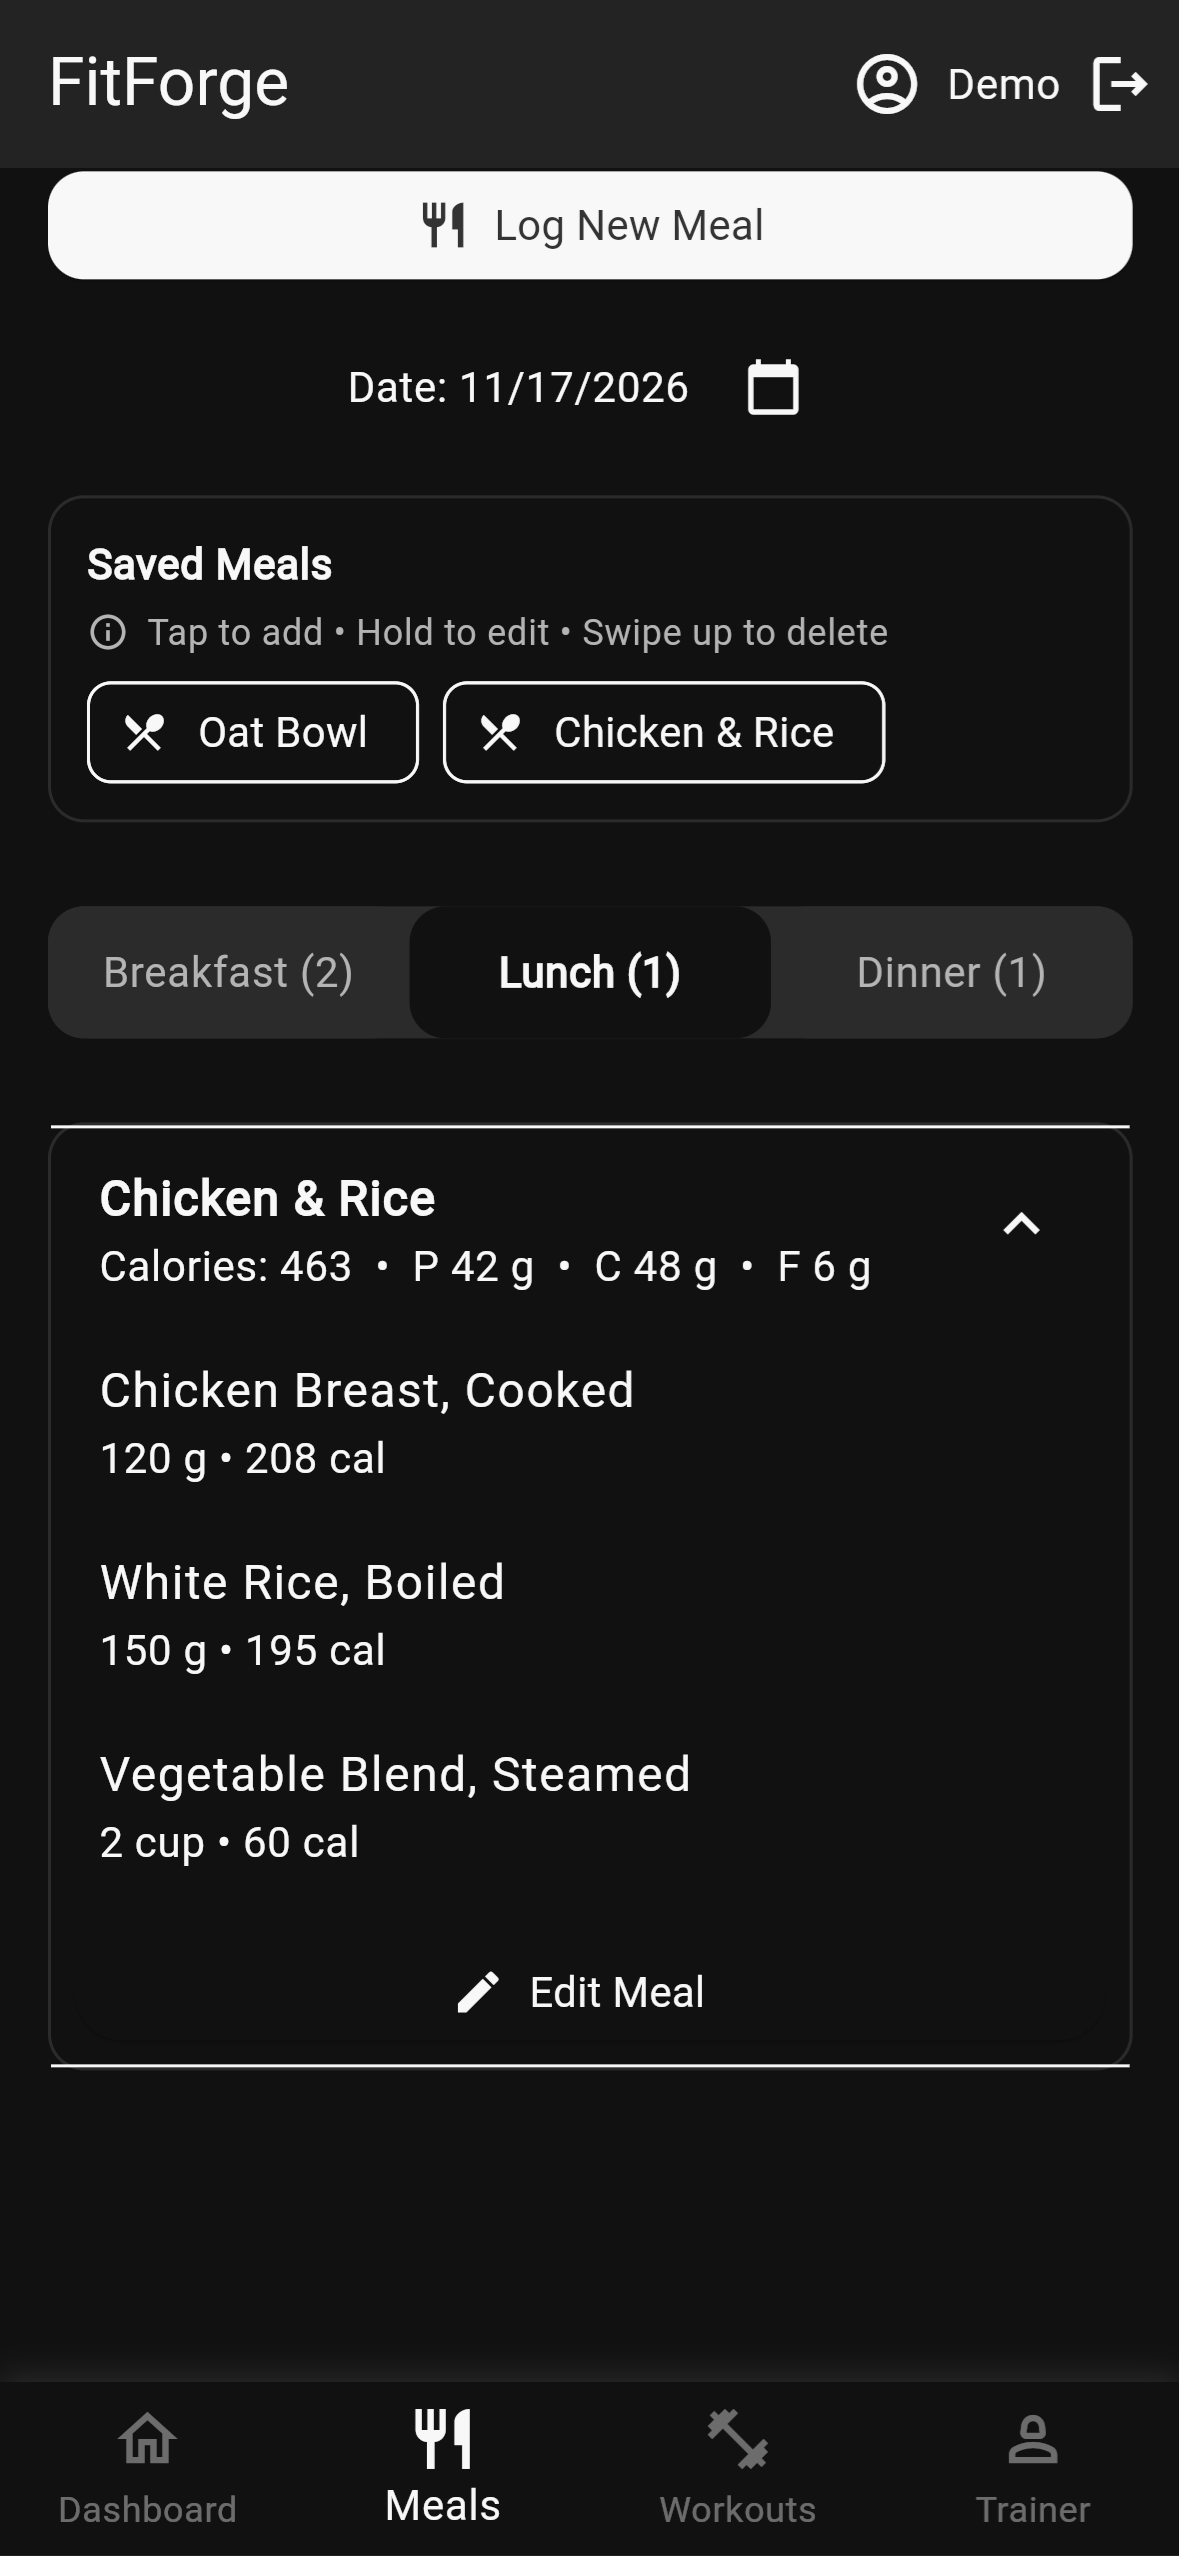 FitForge
Demo
Log New Meal
Date: 11/17/2026
Saved Meals
Tap to add • Hold to edit • Swipe up to delete
Oat Bowl
Chicken & Rice
Breakfast (2)
Lunch (1)
Dinner (1)
Chicken & Rice
Calories: 463 • P 42 g • C 48 g • F 6 g
Chicken Breast, Cooked
120 g • 208 cal
White Rice, Boiled
150 g • 195 cal
Vegetable Blend, Steamed
2 cup • 60 cal
Edit Meal
Dashboard
Meals
Workouts
Trainer